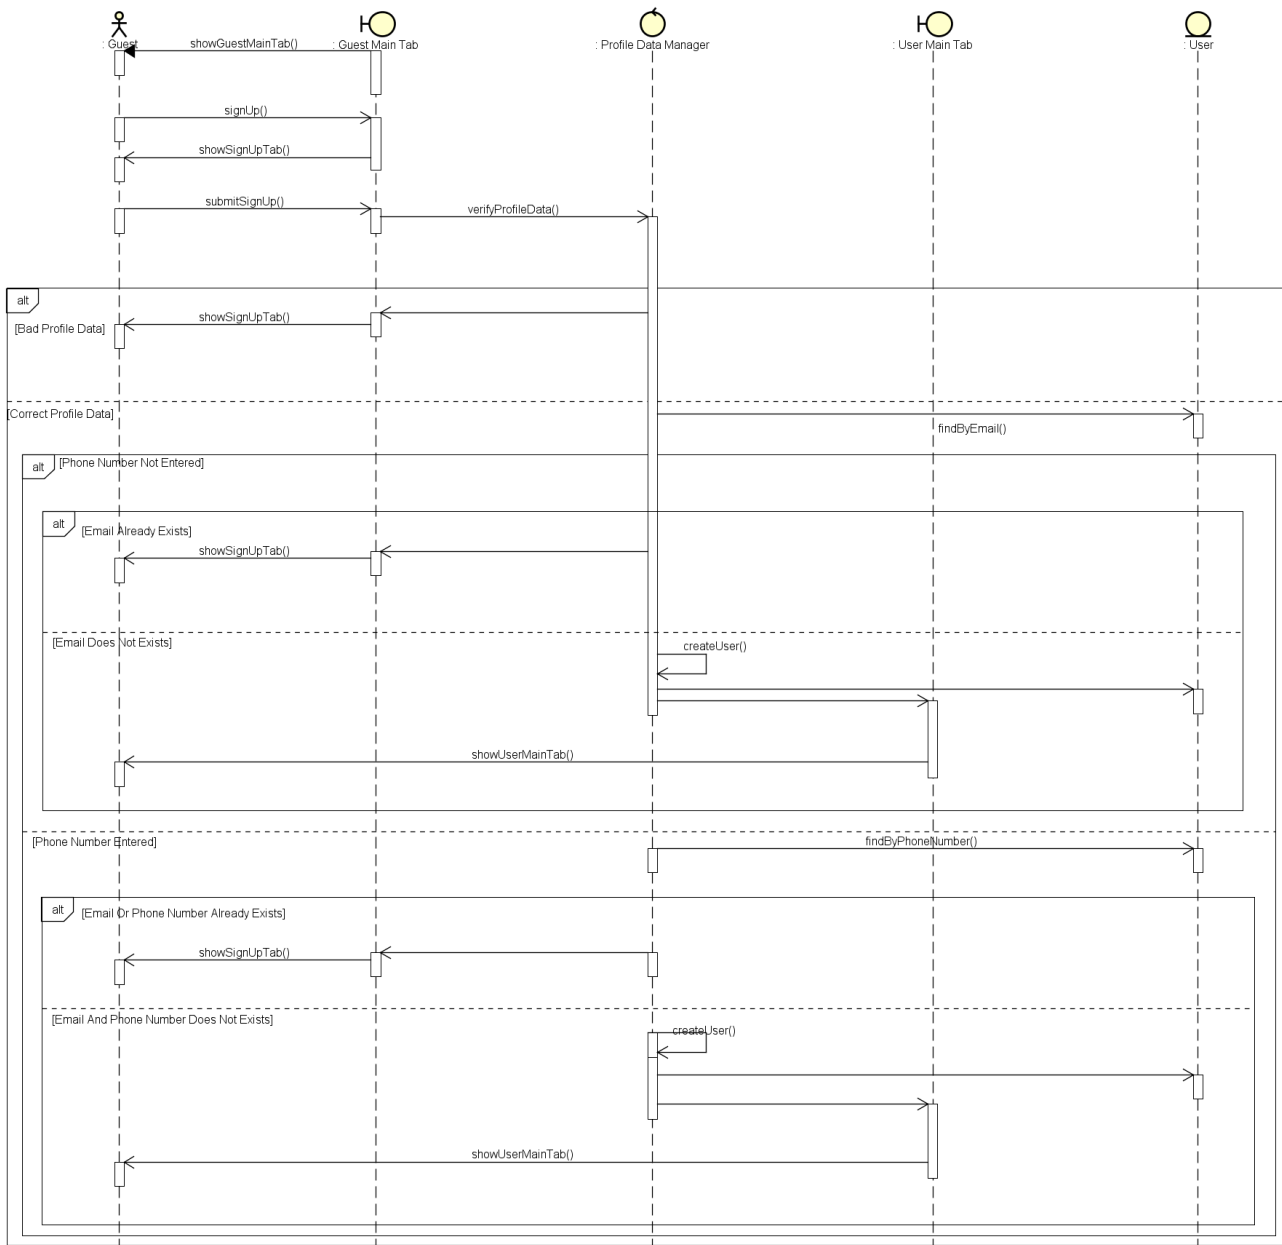 : Guest
: Guest Main Tab
: Profile Data Manager
: User Main Tab
: User
showGuestMainTab()
signUp()
showSignUpTab()
submitSignUp()
verifyProfileData()
alt
showSignUpTab()
[Bad Profile Data]
[Correct Profile Data]
findByEmail()
alt
[Phone Number Not Entered]
alt
[Email Already Exists]
showSignUpTab()
[Email Does Not Exists]
createUser()
showUserMainTab()
[Phone Number Entered]
findByPhoneNumber()
alt
[Email Or Phone Number Already Exists]
showSignUpTab()
[Email And Phone Number Does Not Exists]
createUser()
showUserMainTab()